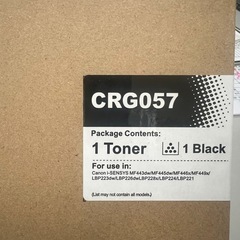 CRG057
Package Contents:
1 Toner 1 Black
For use in:
Canon i-SENSYS MF443dw/MF445dw/MF446x/MF449x/
LBP223dw/LBP226dw/LBP228x/LBP224/LBP221
(List may not contain all models)